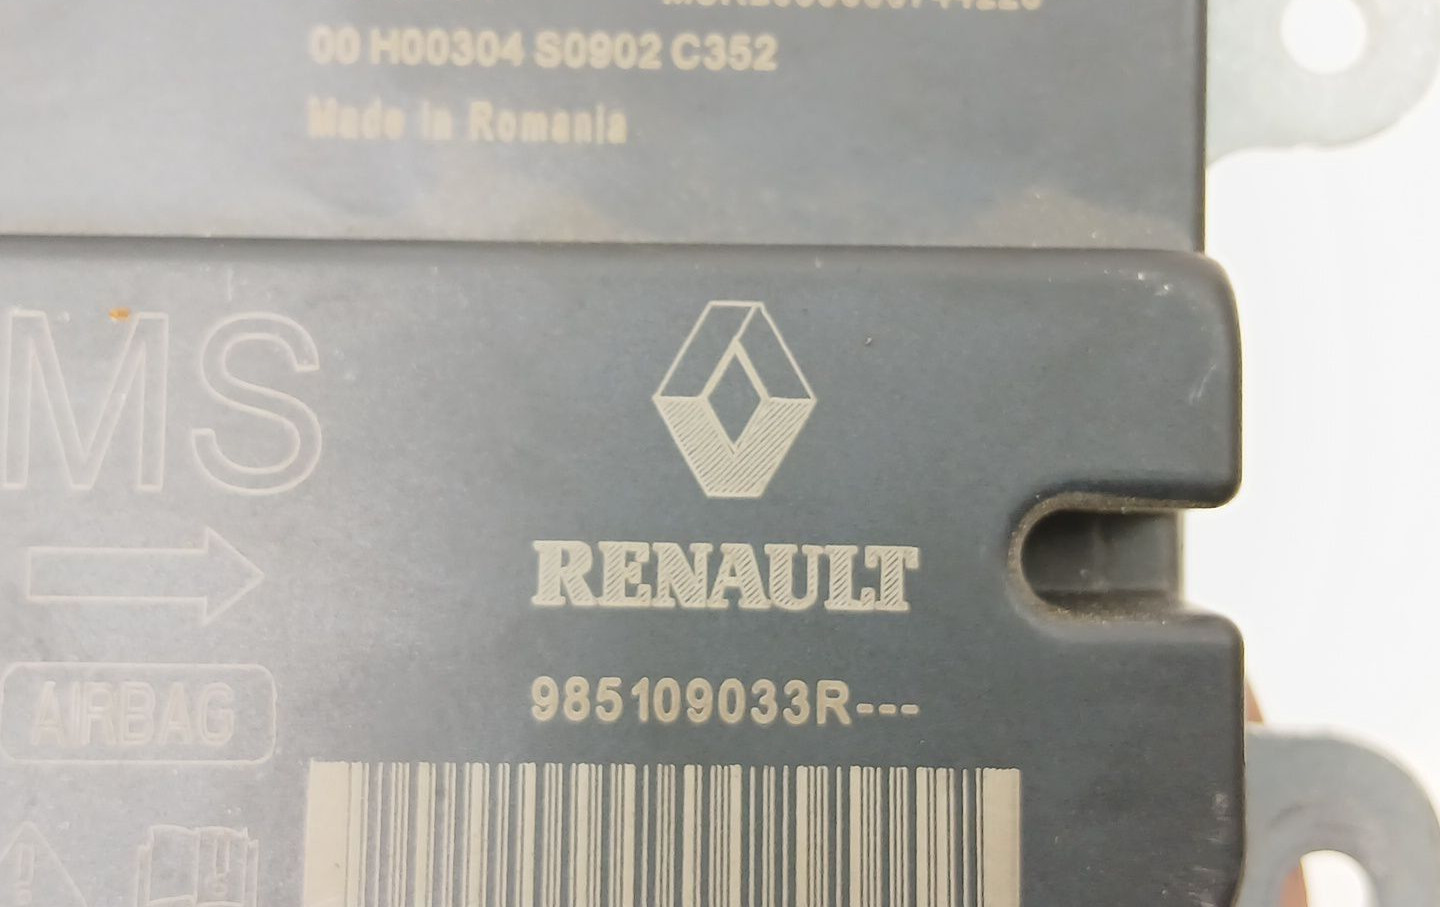 00 H00304 S0902 C352
Made in Romania
MS
RENAULT
AIRBAG
985109033R---